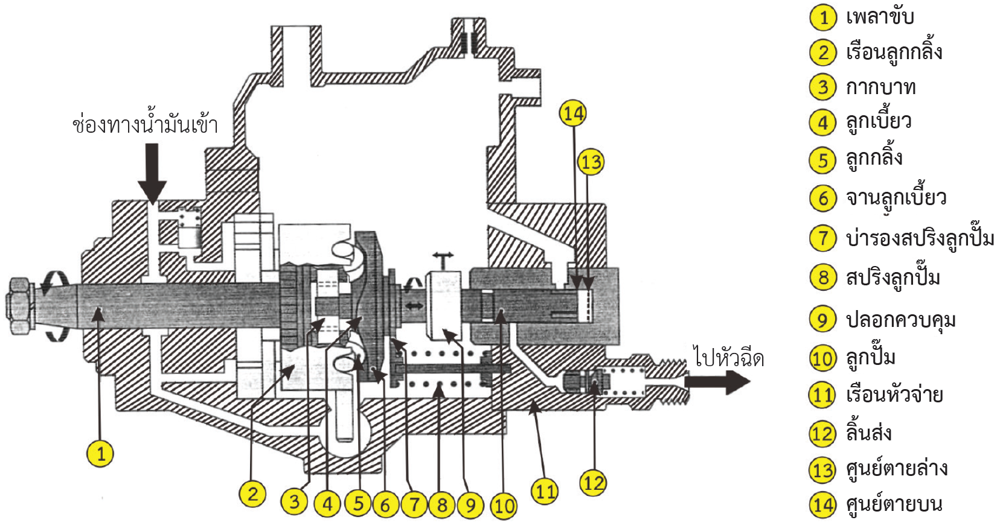 ช่องทางน้ำมันเข้า
14
13
ไปหัวฉีด
1
2
3
4
5
6
7
8
9
10
11
12
1 เพลาขับ
2 เรือนลูกกลิ้ง
3 กากบาท
4 ลูกเบี้ยว
5 ลูกกลิ้ง
6 จานลูกเบี้ยว
7 บ่ารองสปริงลูกปั๊ม
8 สปริงลูกปั๊ม
9 ปลอกควบคุม
10 ลูกปั๊ม
11 เรือนหัวจ่าย
12 ลิ้นส่ง
13 ศูนย์ตายล่าง
14 ศูนย์ตายบน